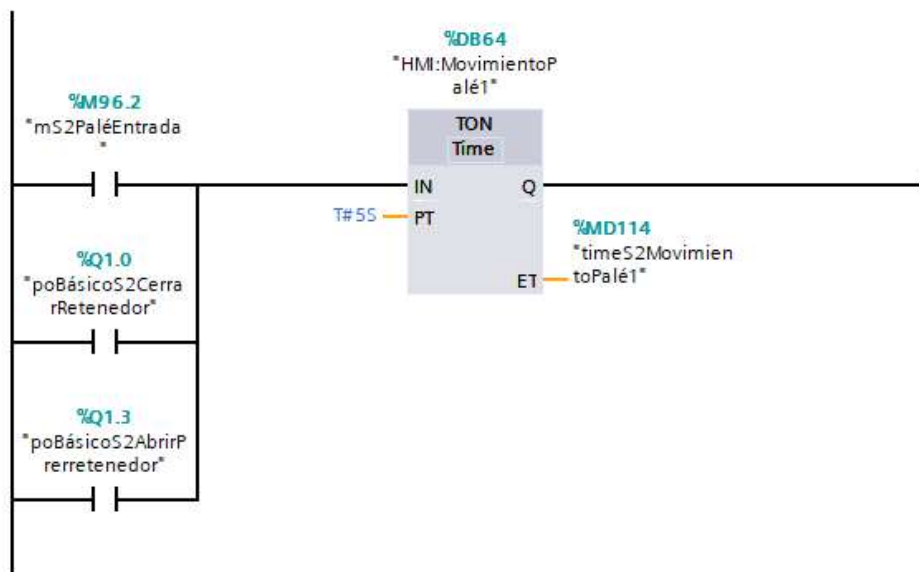 %DB64
"HMI:MovimientoP
alé1"
%M96.2
"mS2PaléEntrada
"
TON
Time
IN
Q
T#5S
PT
%MD114
"timeS2Movimien
toPalé1"
ET
%Q1.0
"poBásicoS2Cerra
rRetenedor"
%Q1.3
"poBásicoS2AbrirP
rerretenedor"